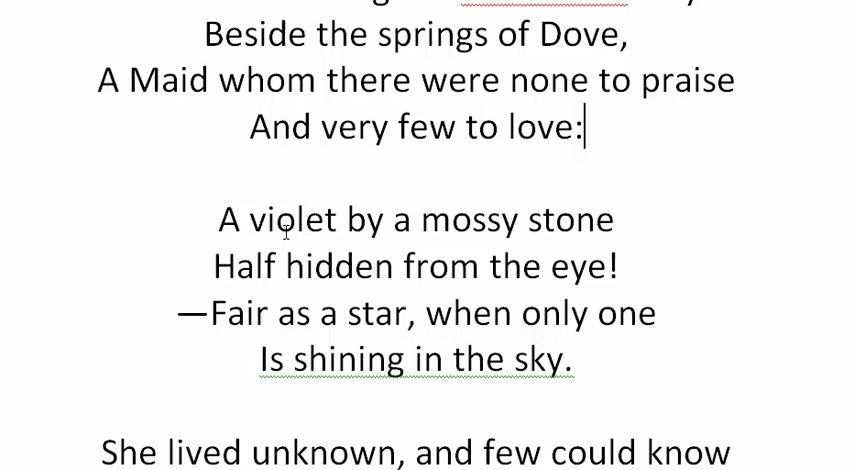 Beside the springs of Dove,
A Maid whom there were none to praise
And very few to love:
A violet by a mossy stone
Half hidden from the eye!
—Fair as a star, when only one
Is shining in the sky.
She lived unknown, and few could know